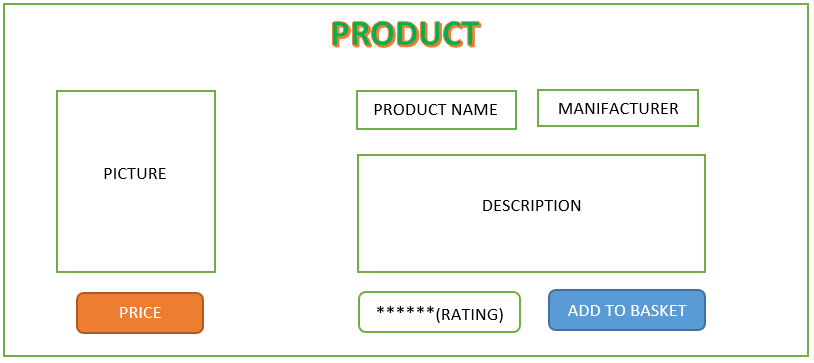 PRODUCT
PRODUCT NAME
MANIFACTURER
PICTURE
DESCRIPTION
PRICE
******(RATING)
ADD TO BASKET